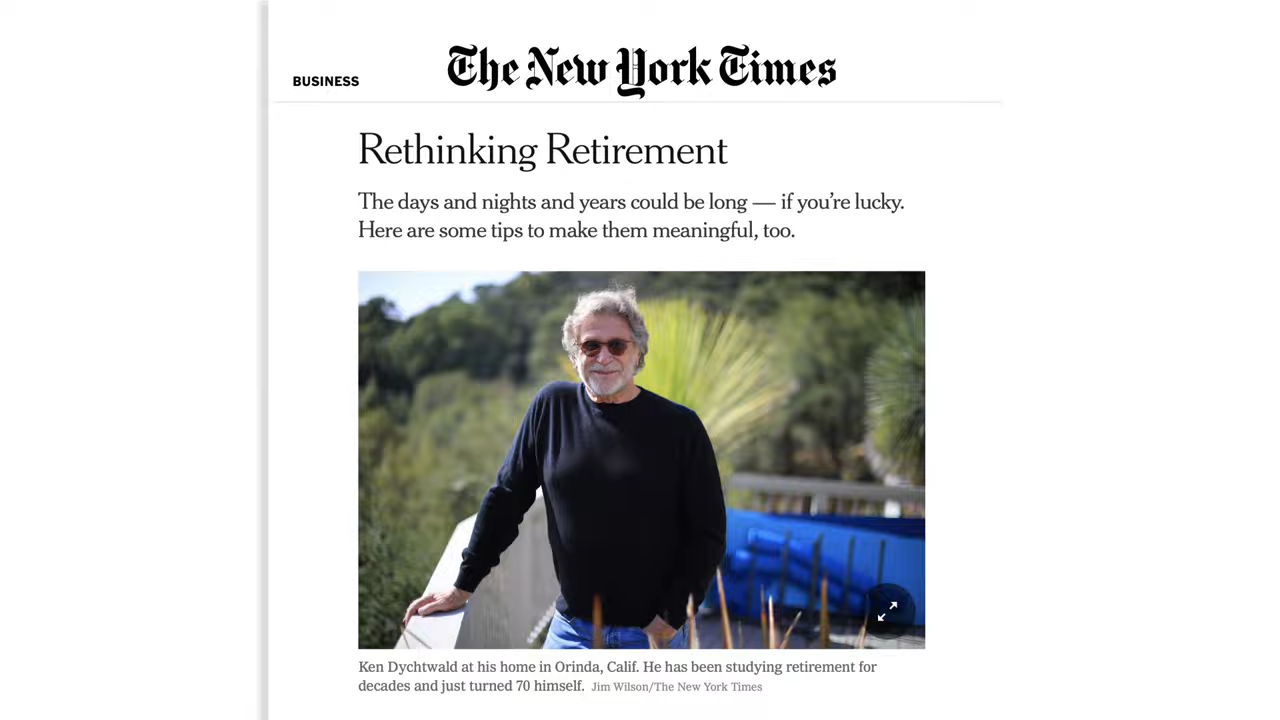 The New York Times
BUSINESS
Rethinking Retirement
The days and nights and years could be long — if you’re lucky.
Here are some tips to make them meaningful, too.
Ken Dychtwald at his home in Orinda, Calif. He has been studying retirement for
decades and just turned 70 himself. Jim Wilson/The New York Times